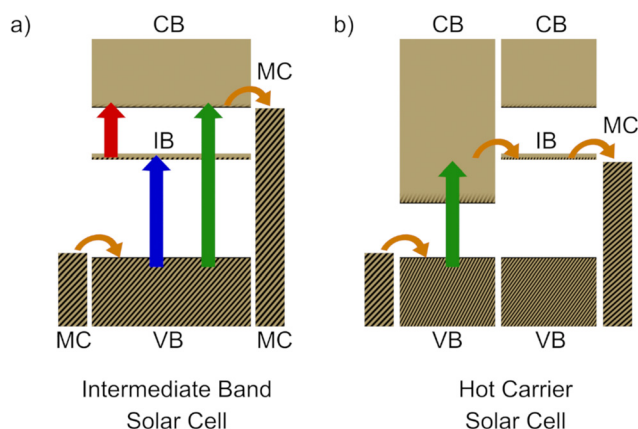 a)
CB
MC
IB
MC
VB
MC
Intermediate Band
Solar Cell
b)
CB
CB
MC
IB
VB
VB
Hot Carrier
Solar Cell